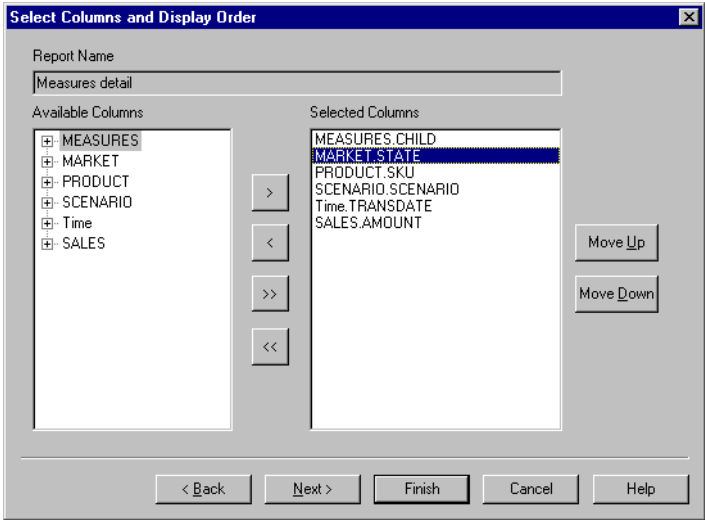 Select Columns and Display Order
Report Name
Measures detail
Available Columns
MEASURES
MARKET
PRODUCT
SCENARIO
Time
SALES
>
<
>>
<<
Selected Columns
MEASURES.CHILD
MARKET.STATE
PRODUCT.SKU
SCENARIO.SCENARIO
Time.TRANSDATE
SALES.AMOUNT
Move Up
Move Down
< Back
Next >
Finish
Cancel
Help